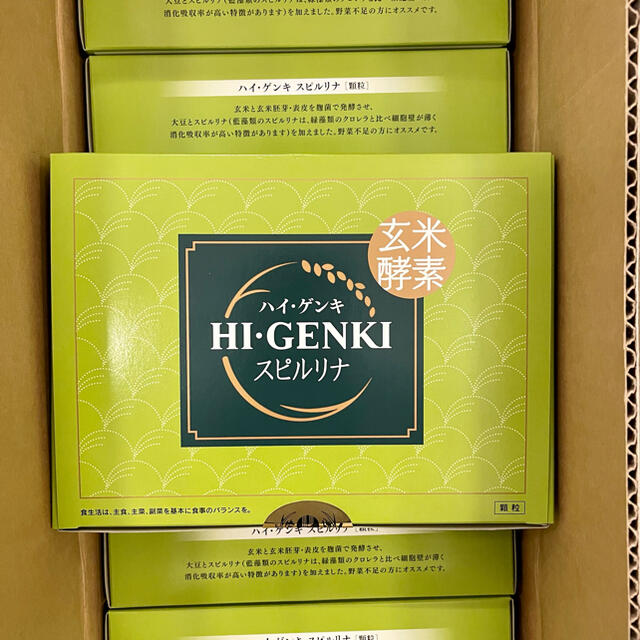 大豆とスピルリナ(藍藻類のスピルリナは、緑藻類のクロレラと比べ細胞壁が薄く
消化吸収率が高い特徴があります)を加えました。野菜不足の方にオススメです。
ハイ・ゲンキ スピルリナ [顆粒]
玄米と玄米胚芽・表皮を麹菌で発酵させ、
大豆とスピルリナ(藍藻類のスピルリナは、緑藻類のクロレラと比べ細胞壁が薄く
消化吸収率が高い特徴があります)を加えました。野菜不足の方にオススメです。
玄米
酵素
ハイ・ゲンキ
HI・GENKI
スピルリナ
食生活は、主食、主菜、副菜を基本に食事のバランスを。
顆粒
ハイ・ゲンキ スピルリナ [顆粒]
玄米と玄米胚芽・表皮を麹菌で発酵させ、
大豆とスピルリナ(藍藻類のスピルリナは、緑藻類のクロレラと比べ細胞壁が薄く
消化吸収率が高い特徴があります)を加えました。野菜不足の方にオススメです。
ゲンキ スピルリナ [顆粒]